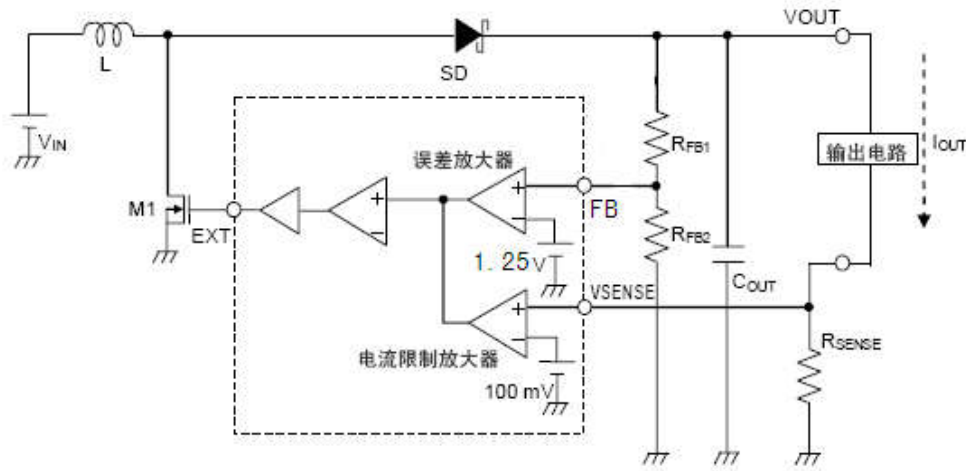 VOUT
L
SD
VIN
RFB1
误差放大器
输出电路
IOUT
M1
EXT
FB
RFB2
1.25V
COUT
VSENSE
RSENSE
电流限制放大器
100 mV